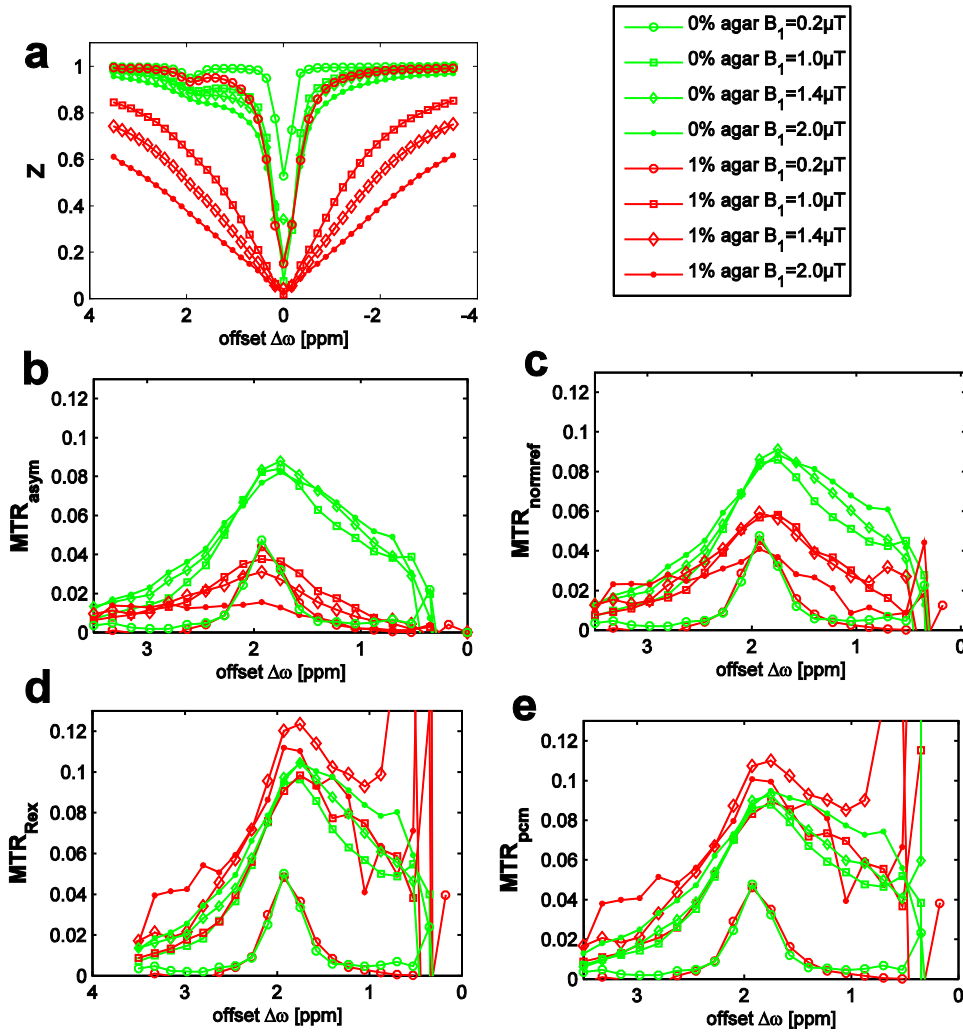 a
1
0.8
0.6
0.4
0.2
0
Z
4 2 0 -2 -4
offset Δω [ppm]
0% agar B1=0.2µT
0% agar B1=1.0µT
0% agar B1=1.4µT
0% agar B1=2.0µT
1% agar B1=0.2µT
1% agar B1=1.0µT
1% agar B1=1.4µT
1% agar B1=2.0µT
b
0.12
0.1
0.08
0.06
0.04
0.02
0
MTRasym
3 2 1 0
offset Δω [ppm]
c
0.12
0.1
0.08
0.06
0.04
0.02
0
MTRnormref
3 2 1 0
offset Δω [ppm]
d
0.12
0.1
0.08
0.06
0.04
0.02
0
MTRRex
4 3 2 1 0
offset Δω [ppm]
e
0.12
0.1
0.08
0.06
0.04
0.02
0
MTRpcm
3 2 1 0
offset Δω [ppm]